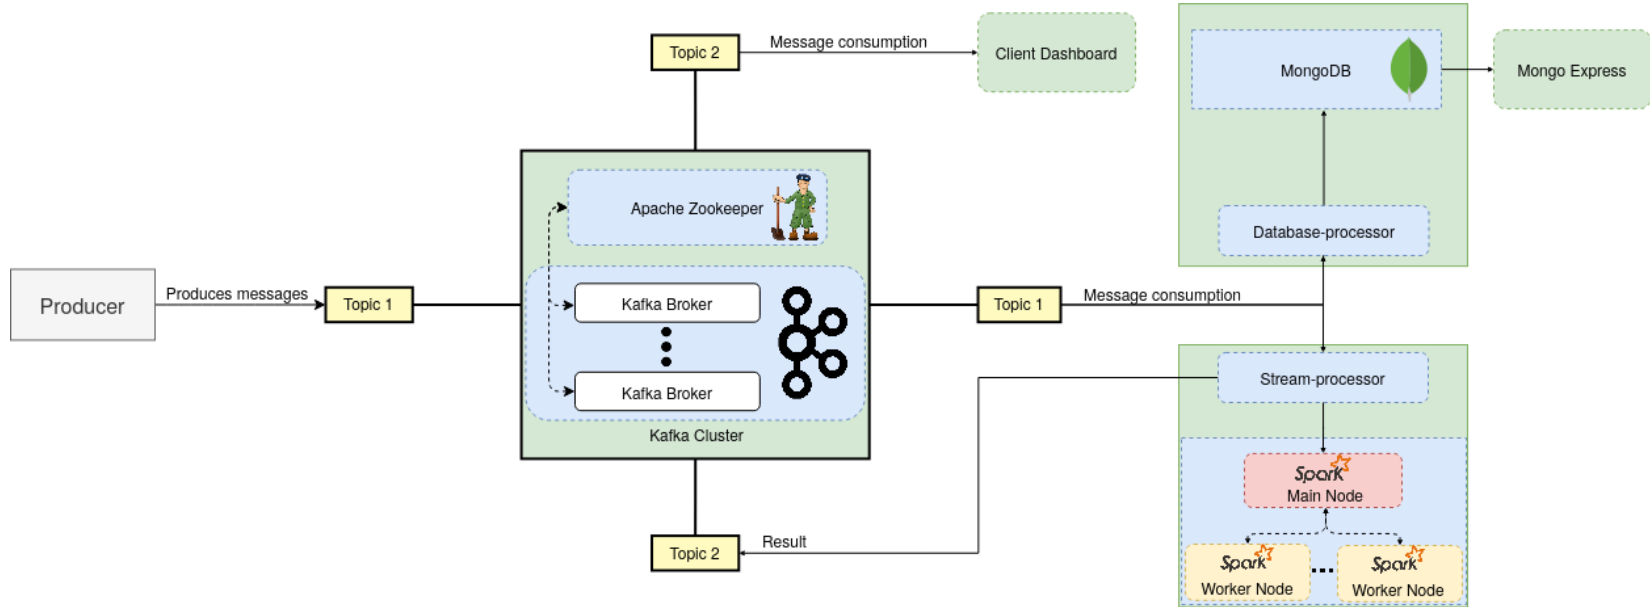 Topic 2
Message consumption
Client Dashboard
MongoDB
Mongo Express
Apache Zookeeper
Database-processor
Producer
Produces messages
Topic 1
Kafka Broker
Topic 1
Message consumption
Kafka Broker
Kafka Cluster
Stream-processor
Spark
Main Node
Topic 2
Result
Spark
Worker Node
Spark
Worker Node